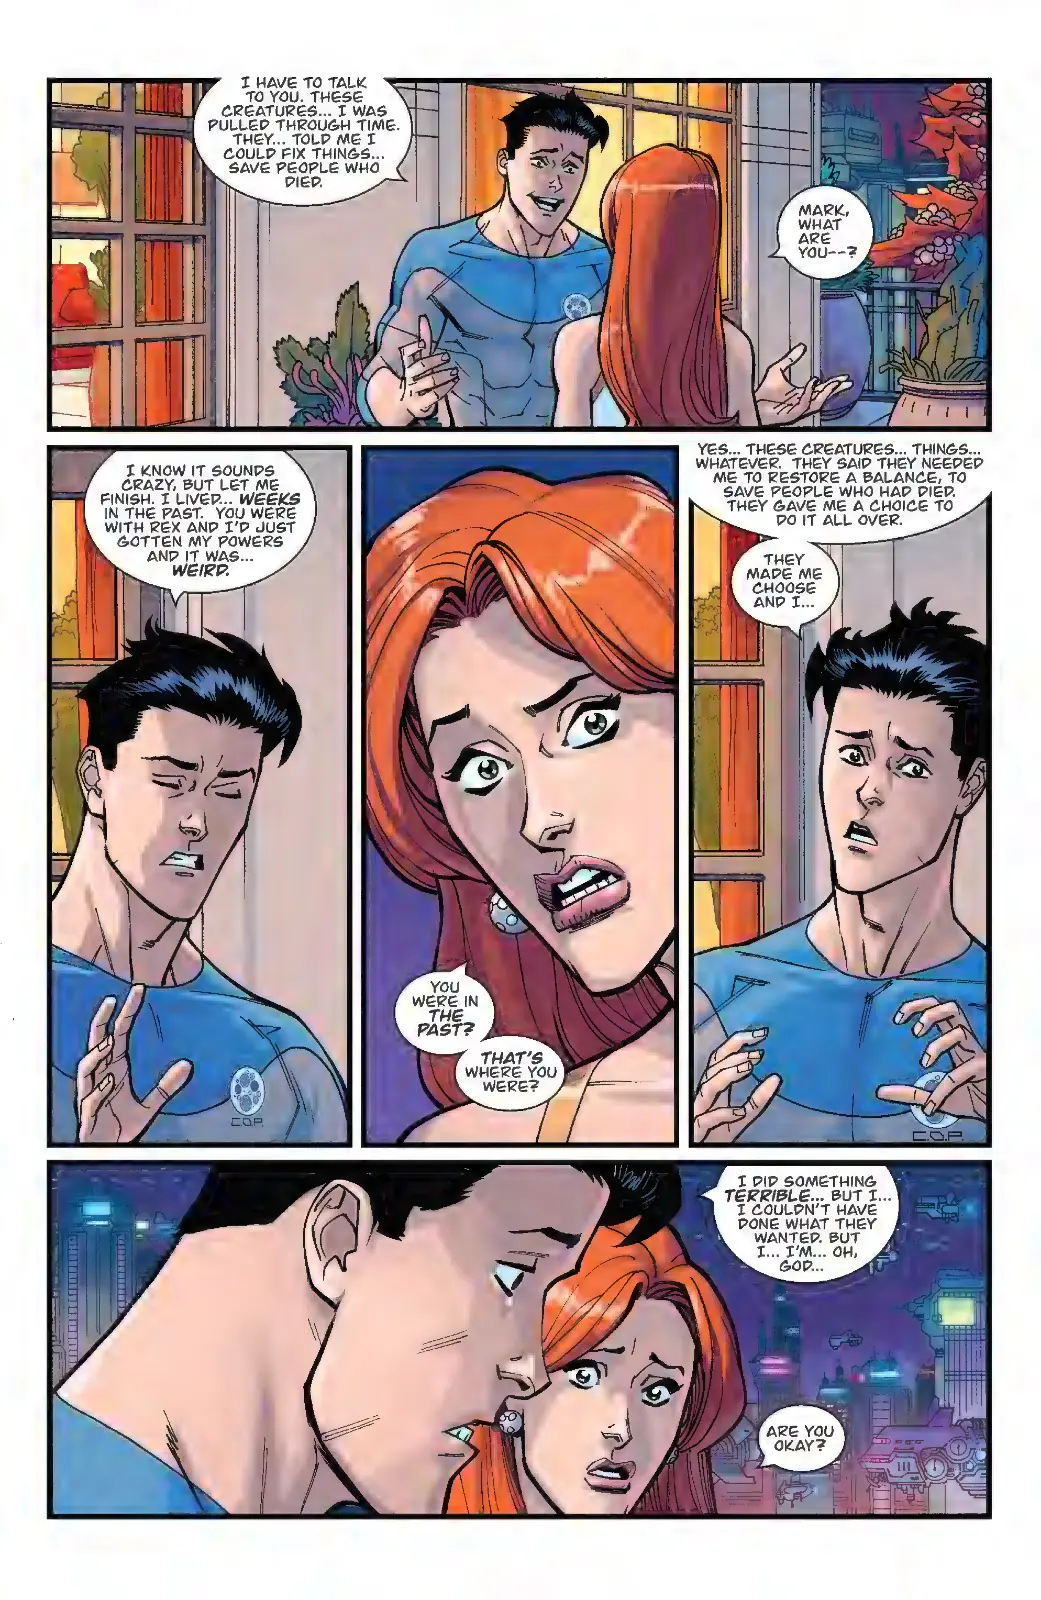 I HAVE TO TALK
TO YOU. THESE
CREATURES... I WAS
PULLED THROUGH TIME.
THEY... TOLD ME I
COULD FIX THINGS...
SAVE PEOPLE WHO
DIED.
MARK,
WHAT
ARE
YOU--?
I KNOW IT SOUNDS
CRAZY, BUT LET ME
FINISH. I LIVED... WEEKS
IN THE PAST. YOU WERE
WITH REX AND I'D JUST
GOTTEN MY POWERS
AND IT WAS...
WEIRD.
C.O.P.
YOU
WERE IN
THE
PAST?
THAT'S
WHERE YOU
WERE?
YES... THESE CREATURES... THINGS...
WHATEVER. THEY SAID THEY NEEDED
ME TO RESTORE A BALANCE, TO
SAVE PEOPLE WHO HAD DIED.
THEY GAVE ME A CHOICE TO
DO IT ALL OVER.
THEY
MADE ME
CHOOSE
AND I...
C.O.P.
I DID SOMETHING
TERRIBLE... BUT I...
I COULDN'T HAVE
DONE WHAT THEY
WANTED. BUT
I... I'M... OH,
GOD...
ARE YOU
OKAY?